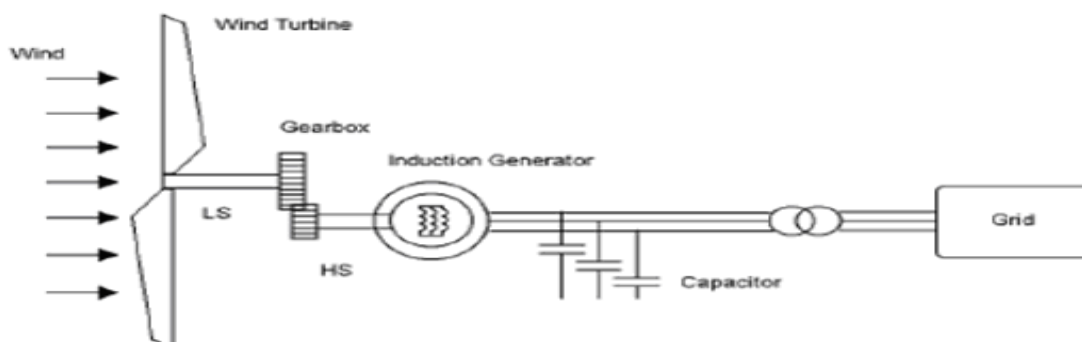 Wind Turbine
Wind
Gearbox
Induction Generator
LS
Grid
HS
Capacitor